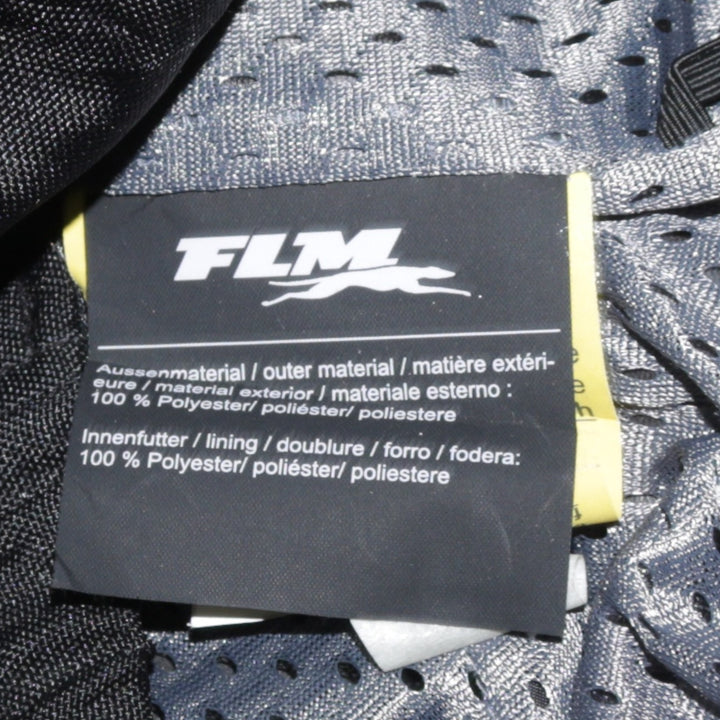 FLM
Aussenmaterial / outer material / matière extéri-
eure / material exterior / materiale esterno :
100 % Polyester/ poliéster/ poliestere
Innenfutter / lining / doublure / forro / fodera:
100 % Polyester/ poliéster/ poliestere